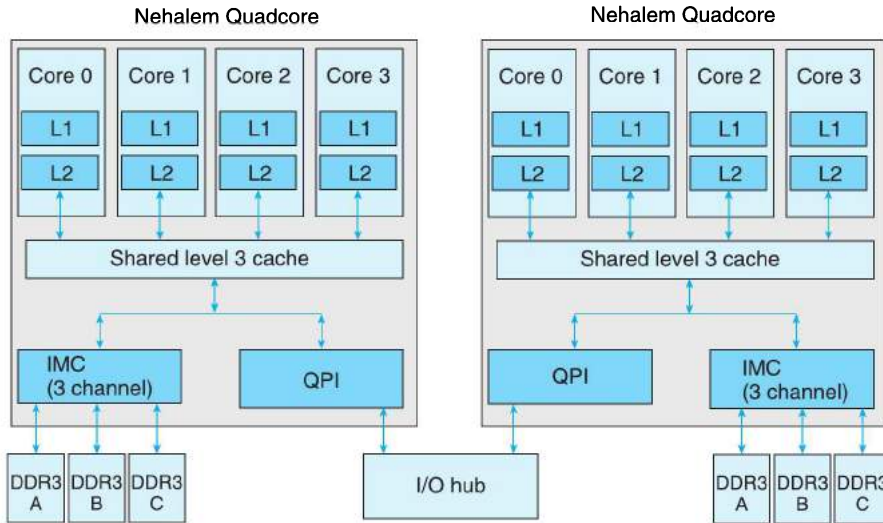 Nehalem Quadcore
Core 0
Core 1
Core 2
Core 3
L1
L1
L1
L1
L2
L2
L2
L2
Shared level 3 cache
IMC
(3 channel)
QPI
DDR3
A
DDR3
B
DDR3
C
Nehalem Quadcore
Core 0
Core 1
Core 2
Core 3
L1
L1
L1
L1
L2
L2
L2
L2
Shared level 3 cache
QPI
IMC
(3 channel)
I/O hub
DDR3
A
DDR3
B
DDR3
C